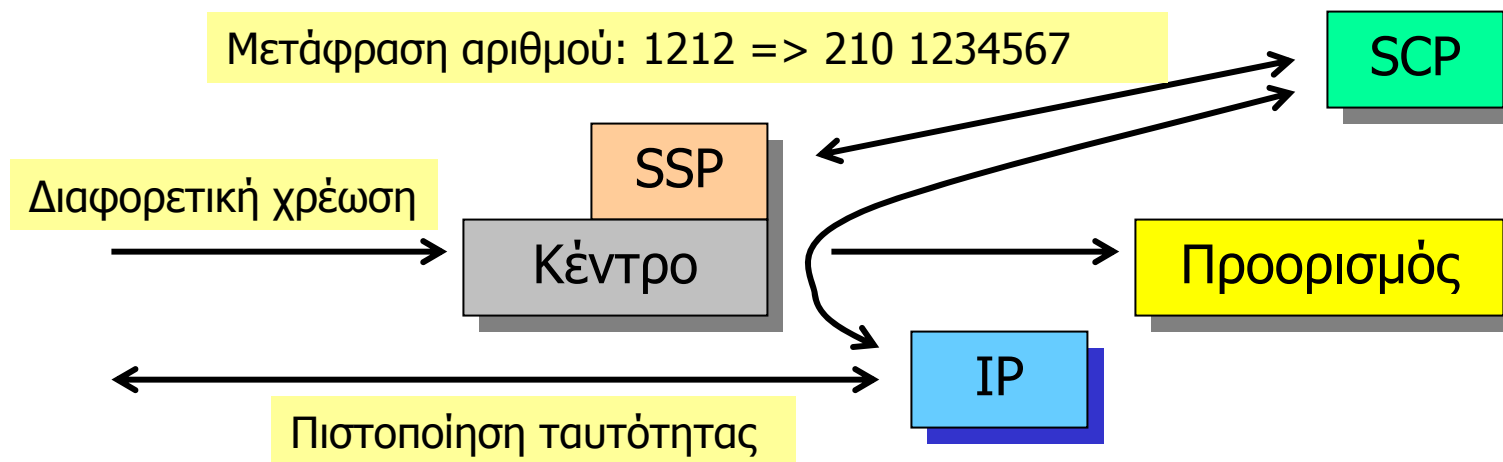 Μετάφραση αριθμού: 1212 => 210 1234567
SCP
SSP
Διαφορετική χρέωση
Κέντρο
Προορισμός
IP
Πιστοποίηση ταυτότητας